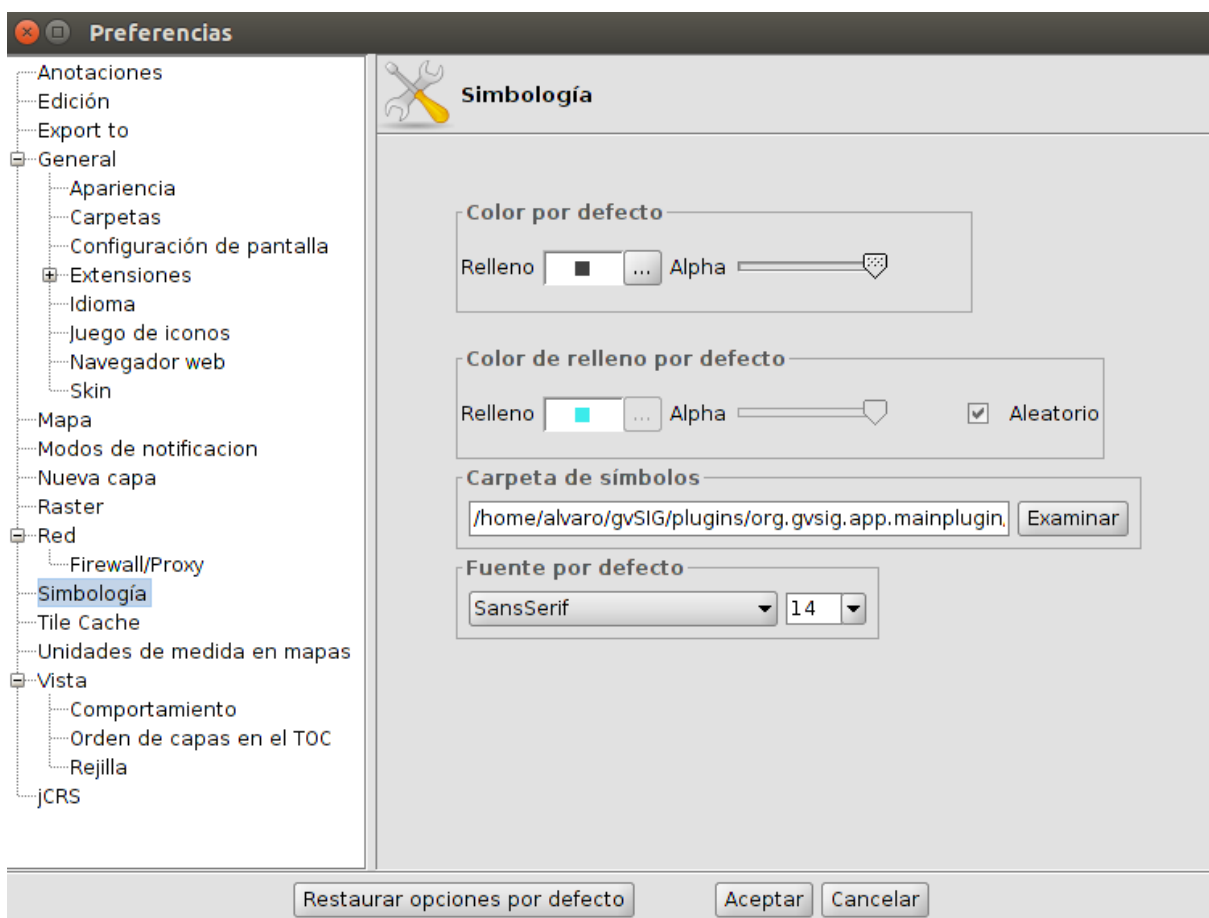 Preferencias
Anotaciones
Edición
Export to
General
Apariencia
Carpetas
Configuración de pantalla
Extensiones
Idioma
Juego de iconos
Navegador web
Skin
Mapa
Modos de notificacion
Nueva capa
Raster
Red
Firewall/Proxy
Simbología
Tile Cache
Unidades de medida en mapas
Vista
Comportamiento
Orden de capas en el TOC
Rejilla
jCRS
Simbología
Color por defecto
Relleno ... Alpha
Color de relleno por defecto
Relleno ... Alpha Aleatorio
Carpeta de símbolos
/home/alvaro/gvSIG/plugins/org.gvsig.app.mainplugin, Examinar
Fuente por defecto
SansSerif 14
Restaurar opciones por defecto Aceptar Cancelar